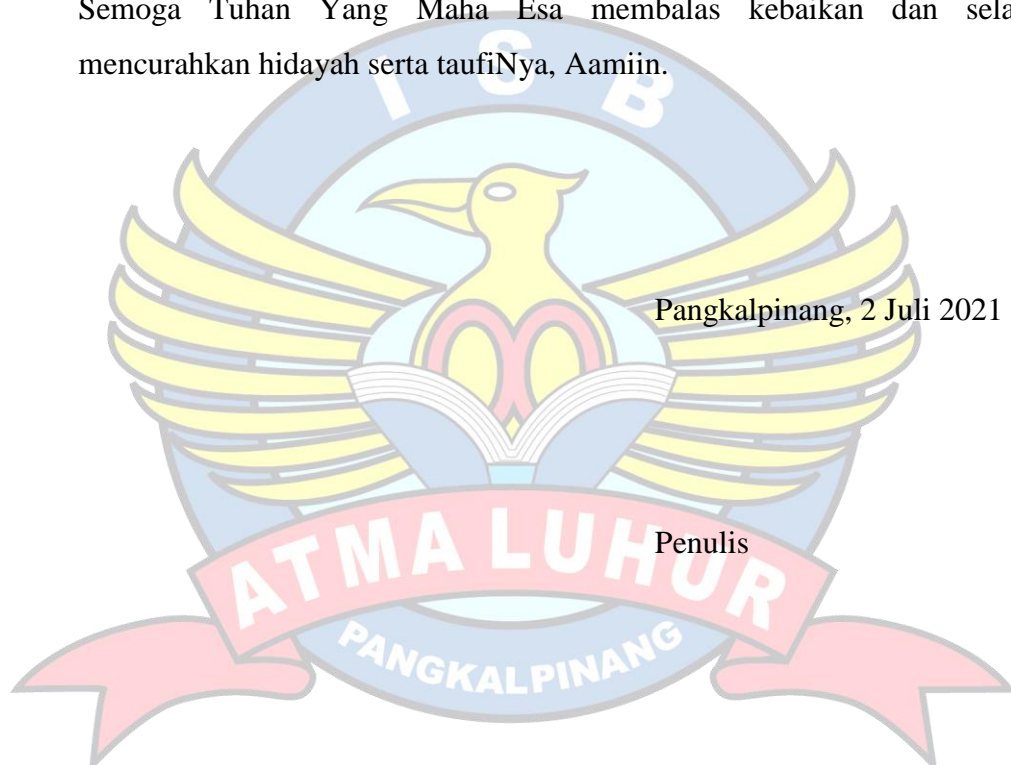 Semoga Tuhan Yang Maha Esa membalas kebaikan dan sela
mencurahkan hidayah serta taufiNya, Aamiin.
I S B
Pangkalpinang, 2 Juli 2021
Penulis
ATMA LUHUR
PANGKALPINANG